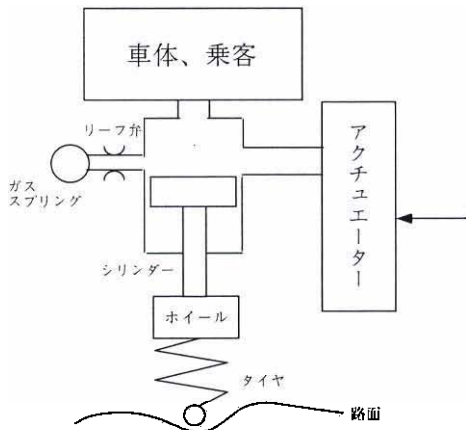 車体、乗客
リーフ弁
ガス
スプリング
アクチュエーター
シリンダー
ホイール
タイヤ
路面